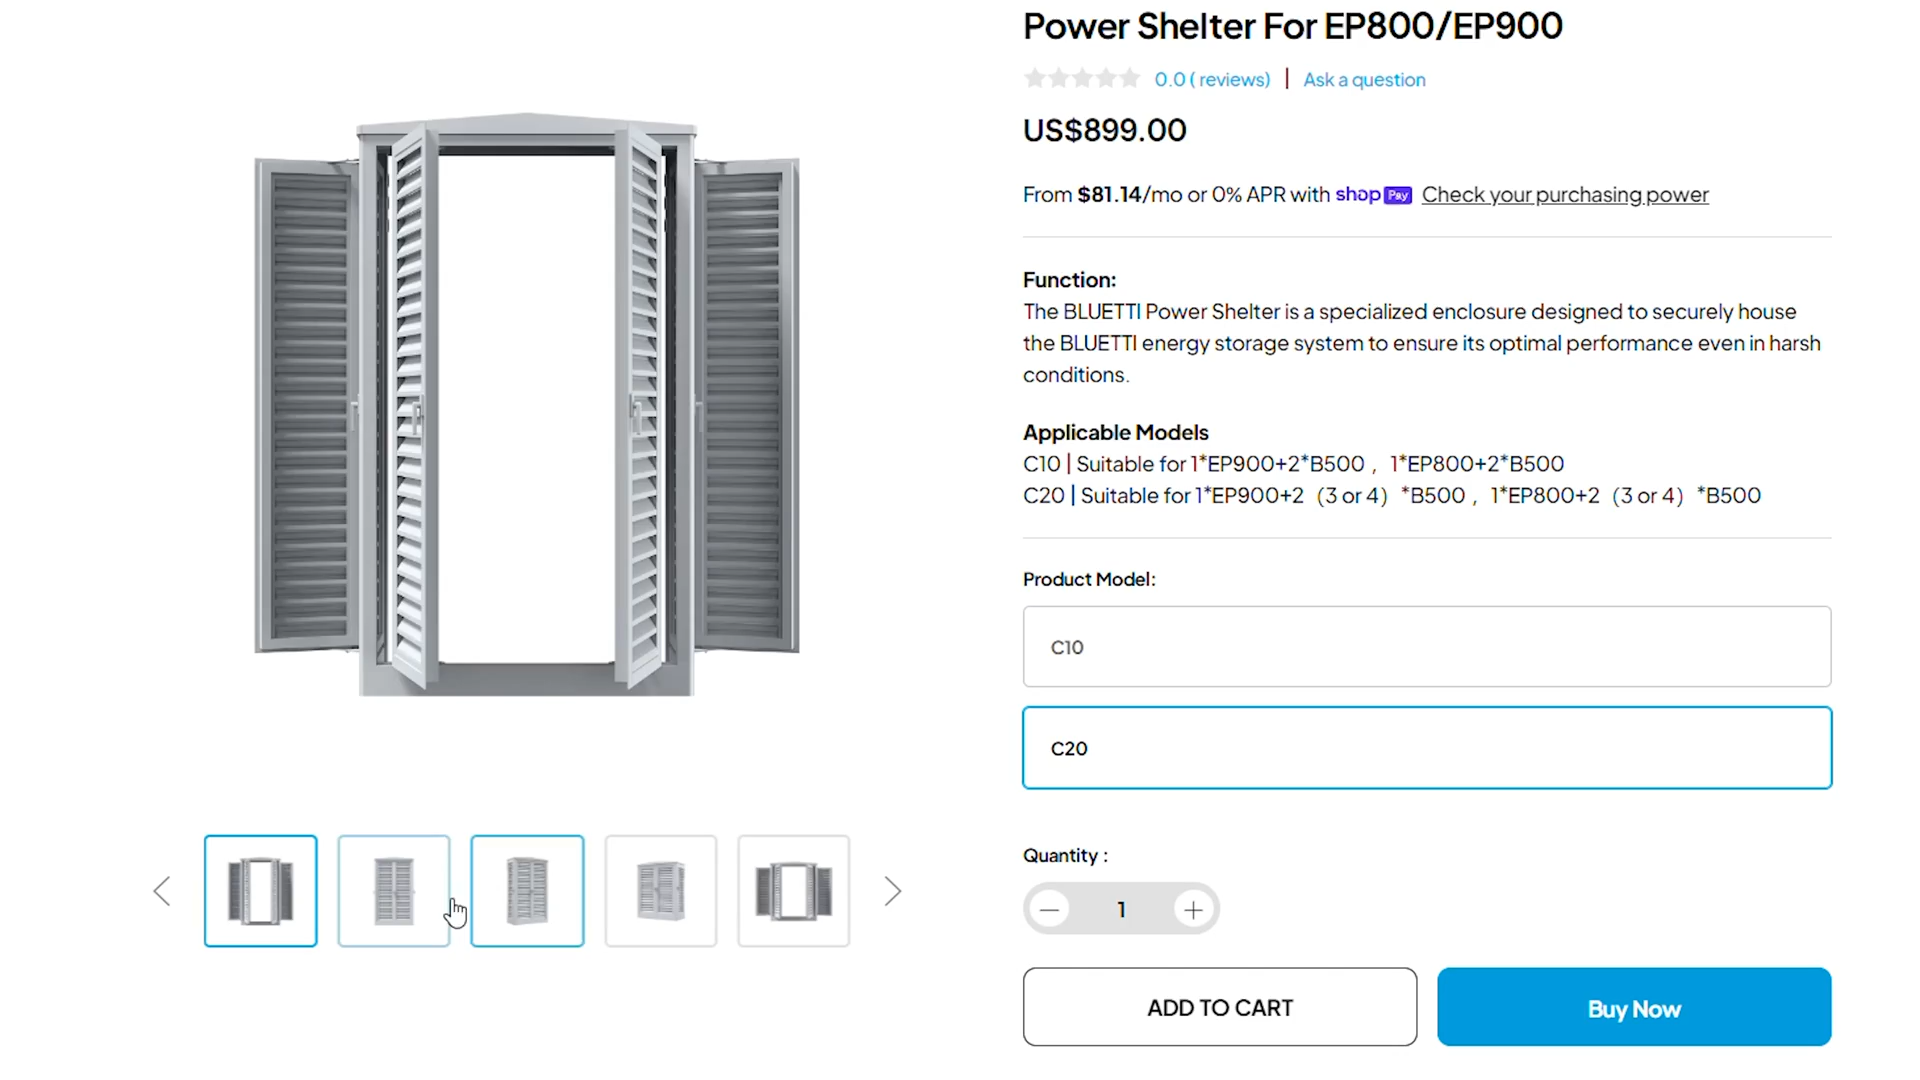 Power Shelter For EP800/EP900
0.0 ( reviews) | Ask a question
US$899.00
From $81.14/mo or 0% APR with shop Pay Check your purchasing power
Function:
The BLUETTI Power Shelter is a specialized enclosure designed to securely house
the BLUETTI energy storage system to ensure its optimal performance even in harsh
conditions.
Applicable Models
C10 | Suitable for 1*EP900+2*B500 ,  1*EP800+2*B500
C20 | Suitable for 1*EP900+2（3 or 4）*B500 ,  1*EP800+2（3 or 4）*B500
Product Model:
C10
C20
Quantity :
1
ADD TO CART
Buy Now